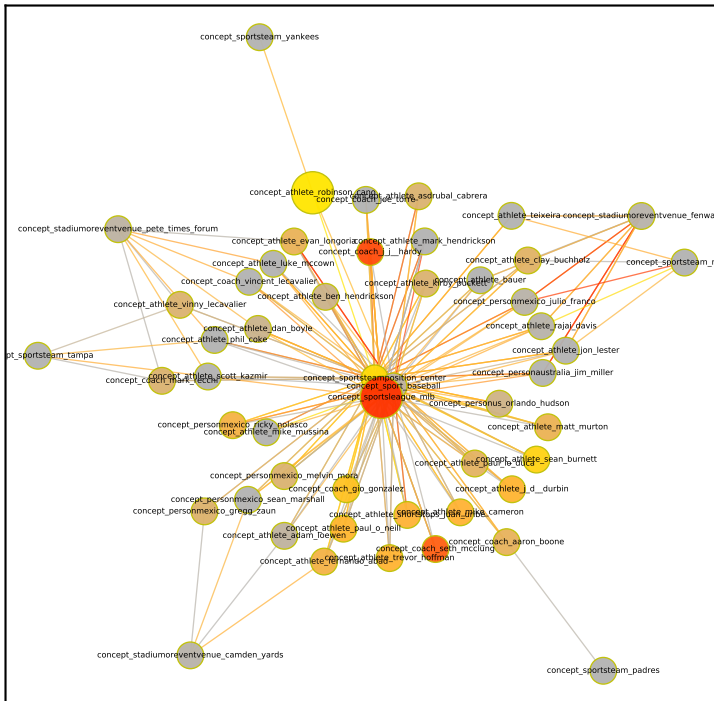 concept_sportsteam_yankees
concept_athlete_robinson_cano
concept_coach_joe_torre
concept_athlete_asdrubal_cabrera
concept_athlete_teixeira
concept_stadiumoreventvenue_fenwa
concept_stadiumoreventvenue_pete_times_forum
concept_athlete_evan_longoria
concept_athlete_mark_hendrickson
concept_coach_j_j__hardy
concept_athlete_luke_mccown
concept_athlete_clay_buchholz
concept_sportsteam_r
concept_coach_vincent_lecavalier
concept_athlete_bauer
concept_athlete_kirby_puckett
concept_athlete_ben_hendrickson
concept_athlete_vinny_lecavalier
concept_personmexico_julio_franco
concept_athlete_dan_boyle
concept_athlete_rajai_davis
concept_athlete_phil_coke
concept_athlete_jon_lester
pt_sportsteam_tampa
concept_athlete_scott_kazmir
concept_coach_mark_recchi
concept_personaustralia_jim_miller
concept_sportsteamposition_center
concept_sport_baseball
concept_sportsleague_mlb
concept_personus_orlando_hudson
concept_personmexico_ricky_nolasco
concept_athlete_mike_mussina
concept_athlete_matt_murton
concept_athlete_sean_burnett
concept_athlete_paul_lo_duca
concept_personmexico_melvin_mora
concept_coach_gio_gonzalez
concept_athlete_j_d__durbin
concept_personmexico_sean_marshall
concept_personmexico_gregg_zaun
concept_athlete_mike_cameron
concept_athlete_shortstops_juan_uribe
concept_athlete_paul_o_neill
concept_athlete_adam_loewen
concept_coach_aaron_boone
concept_coach_seth_mcclung
concept_athlete_trevor_hoffman
concept_athlete_fernando_abad
concept_stadiumoreventvenue_camden_yards
concept_sportsteam_padres